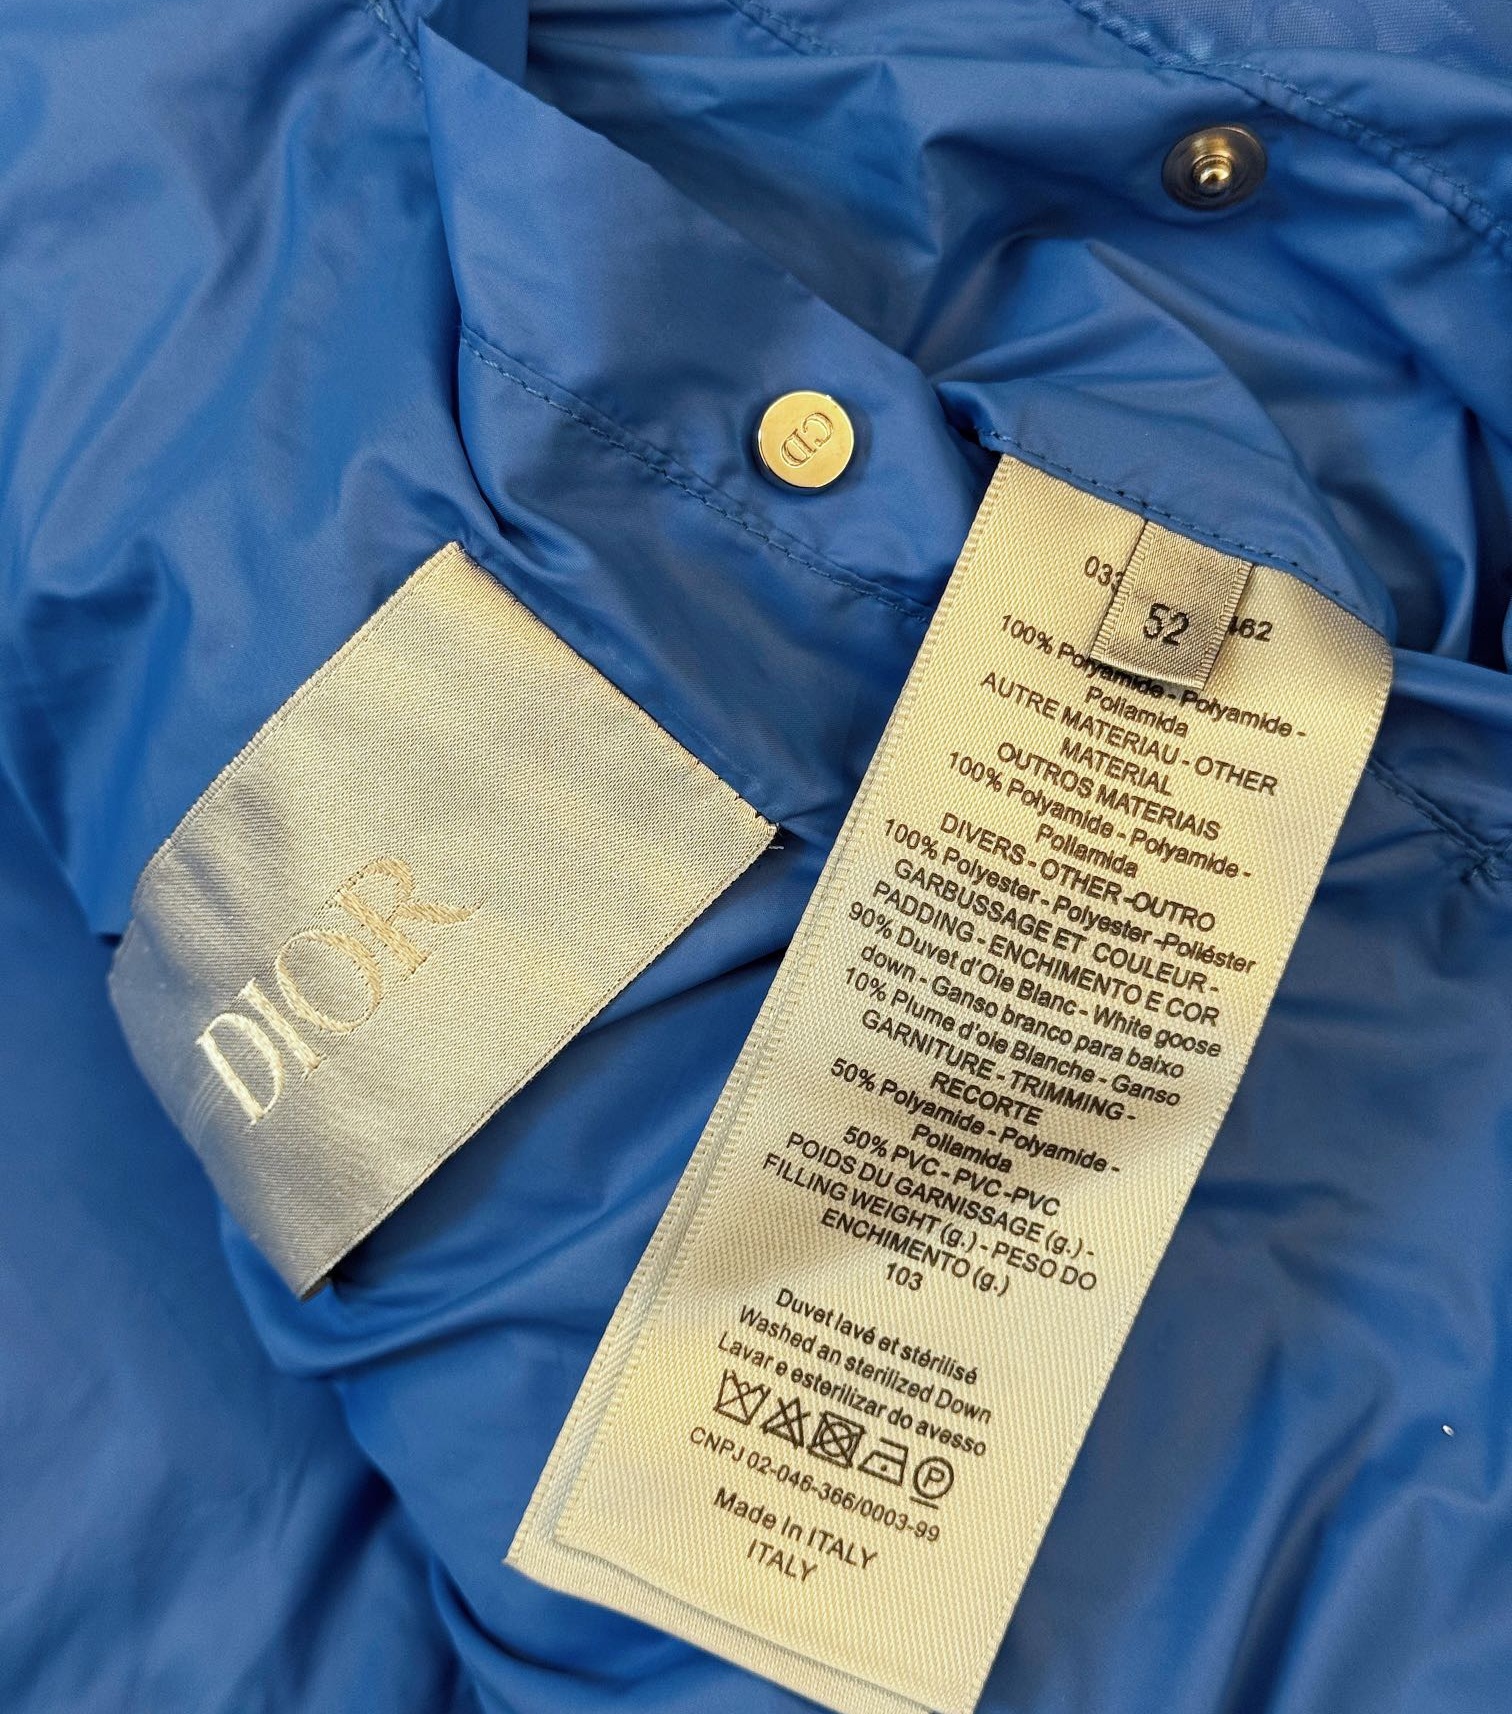 CD
DIOR
52
033
462
100% Polyamide - Polyamide -
Poliamida
AUTRE MATERIAU - OTHER
MATERIAL
OUTROS MATERIAIS
100% Polyamide - Polyamide -
Poliamida
DIVERS - OTHER -OUTRO
100% Polyester - Polyester -Poliéster
GARBUSSAGE ET COULEUR -
PADDING - ENCHIMENTO E COR
90% Duvet d'Oie Blanc - White goose
down - Ganso branco para baixo
10% Plume d'oie Blanche - Ganso
GARNITURE - TRIMMING -
RECORTE
50% Polyamide - Polyamide -
Poliamida
50% PVC - PVC -PVC
POIDS DU GARNISSAGE (g.) -
FILLING WEIGHT (g.) - PESO DO
ENCHIMENTO (g.)
103
Duvet lavé et stérilisé
Washed an sterilized Down
Lavar e esterilizar do avesso
P
CNPJ 02-046-366/0003-99
Made In ITALY
ITALY